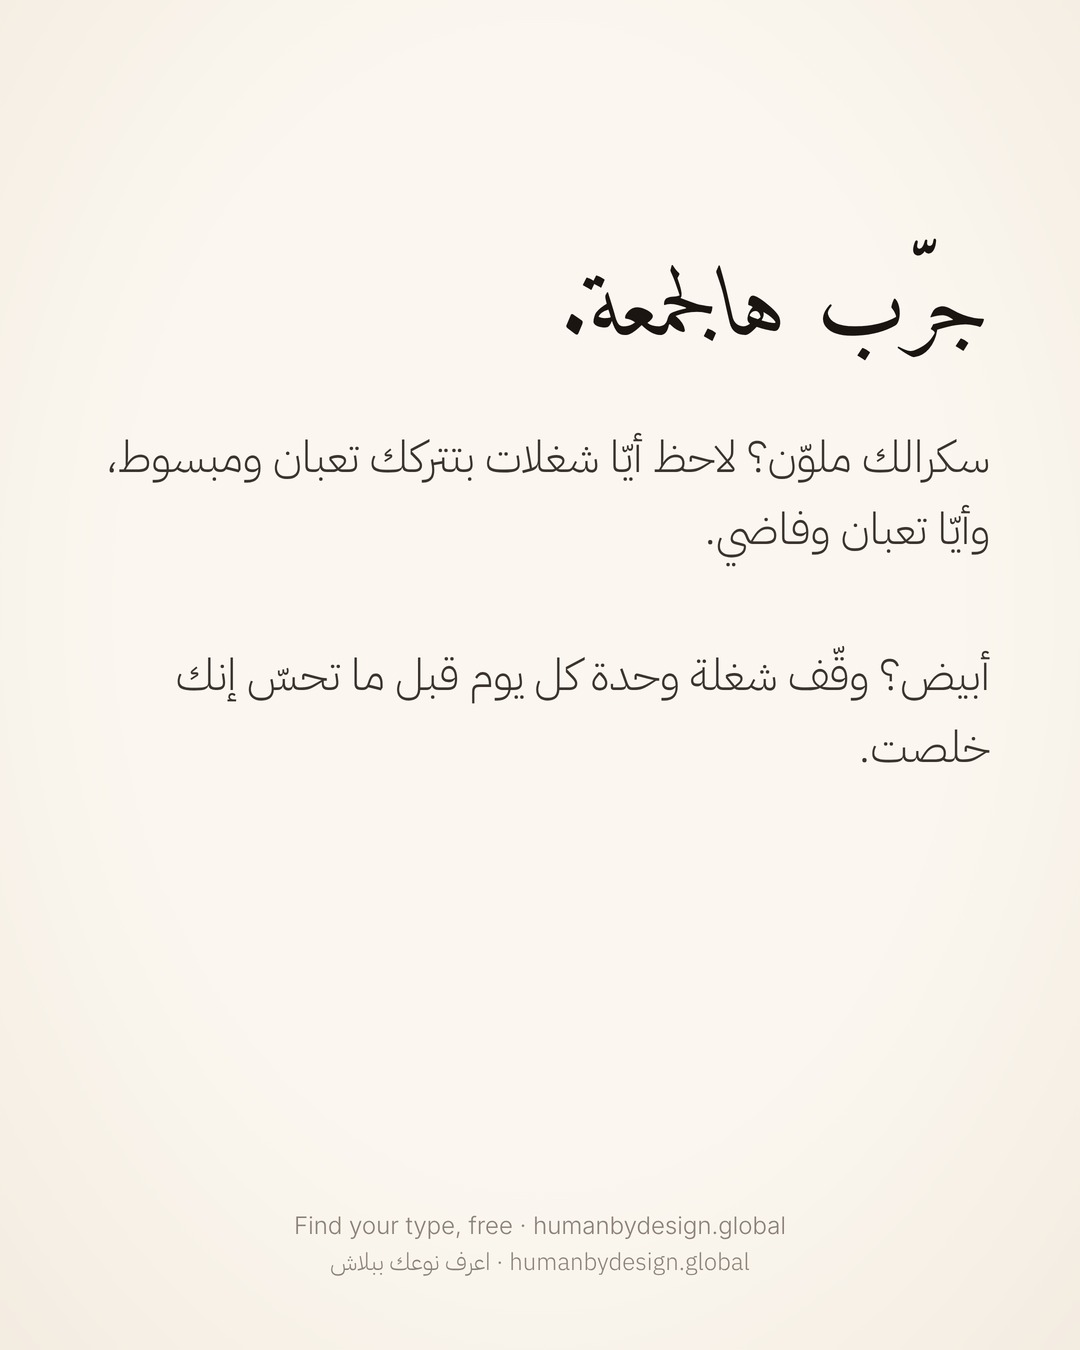 جرّب هالجمعة.
سكرالك ملوّن؟ لاحظ أيّا شغلات بتتركك تعبان ومبسوط،
وأيّا تعبان وفاضي.
أبيض؟ وقّف شغلة وحدة كل يوم قبل ما تحسّ إنك
خلصت.
Find your type, free · humanbydesign.global
اعرف نوعك ببلاش · humanbydesign.global